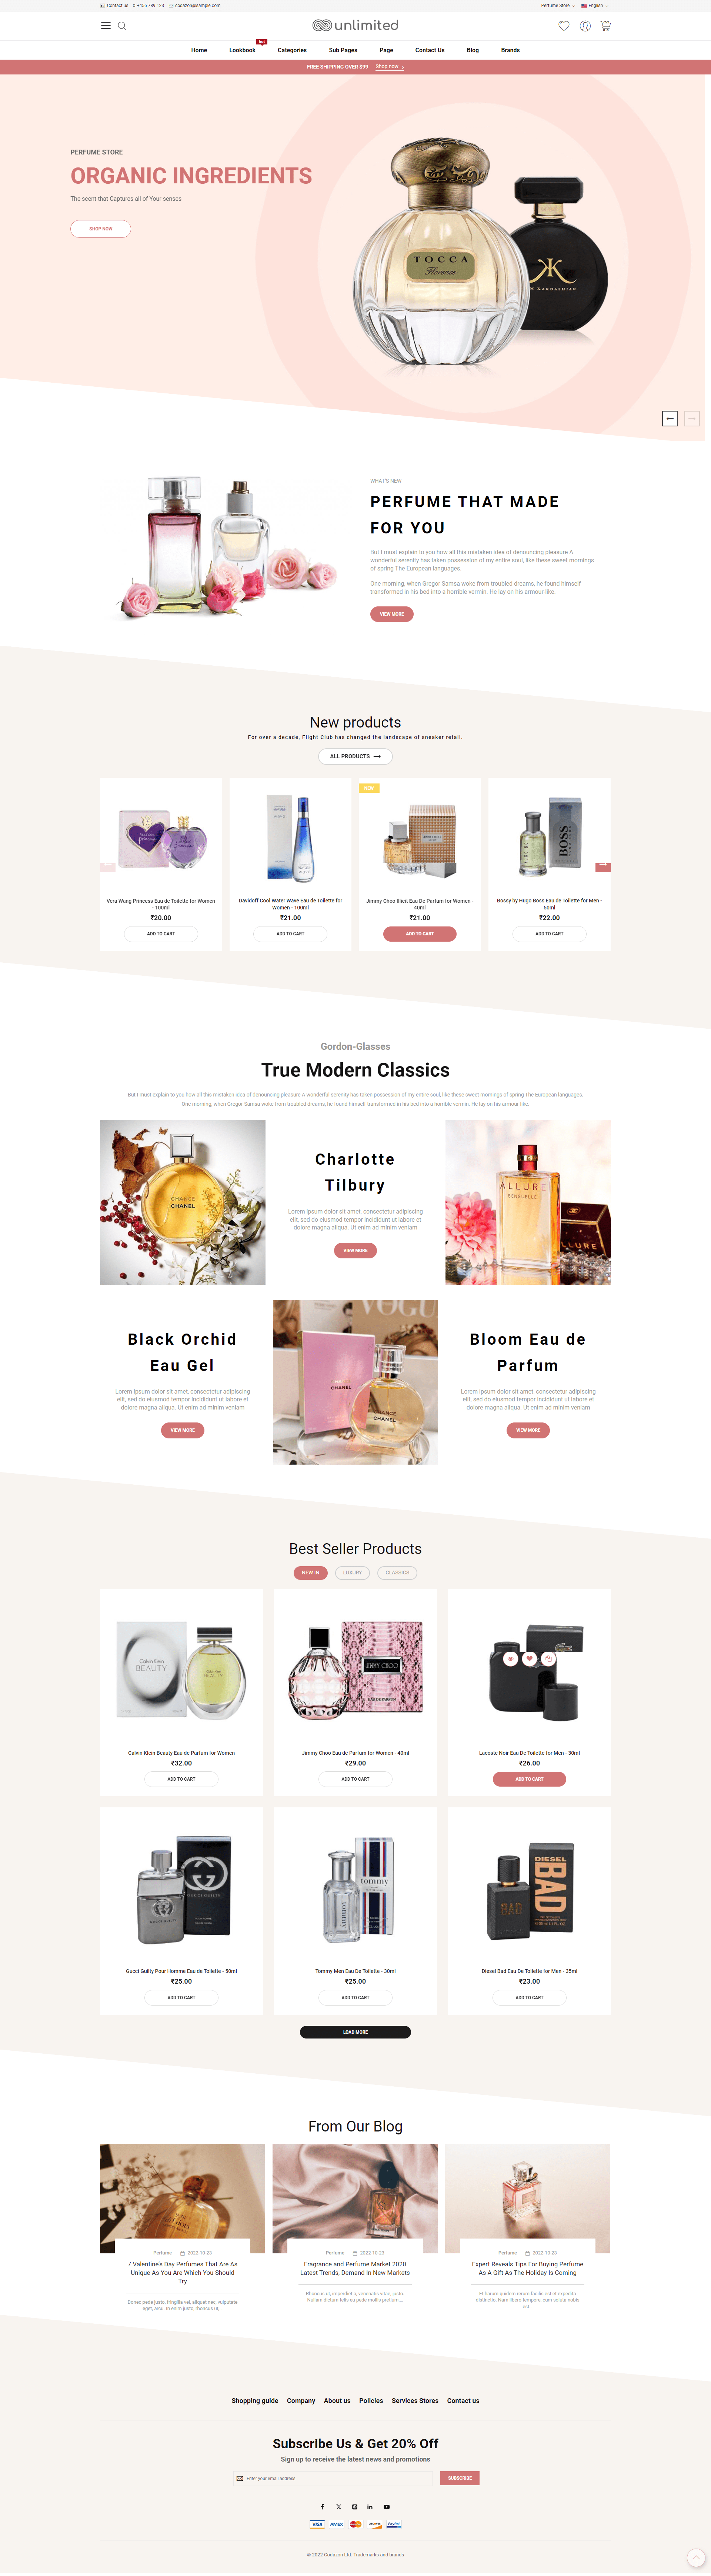 Contact us +456 789 123 codazon@sample.com
Perfume Store English
unlimited
Hot
Home Lookbook Categories Sub Pages Page Contact Us Blog Brands
FREE SHIPPING OVER $99 Shop now
PERFUME STORE
ORGANIC INGREDIENTS
The scent that Captures all of Your senses
SHOP NOW
TOCCA
Florence
KARDASHIAN
WHAT'S NEW
PERFUME THAT MADE
FOR YOU
But I must explain to you how all this mistaken idea of denouncing pleasure A
wonderful serenity has taken possession of my entire soul, like these sweet mornings
of spring The European languages.
One morning, when Gregor Samsa woke from troubled dreams, he found himself
transformed in his bed into a horrible vermin. He lay on his armour-like.
VIEW MORE
New products
For over a decade, Flight Club has changed the landscape of sneaker retail.
ALL PRODUCTS
NEW
BOSS
Vera Wang Princess Eau de Toilette for Women
- 100ml
₹20.00
ADD TO CART
Davidoff Cool Water Wave Eau de Toilette for
Women - 100ml
₹21.00
ADD TO CART
Jimmy Choo Illicit Eau De Parfum for Women -
40ml
₹21.00
ADD TO CART
Bossy by Hugo Boss Eau de Toilette for Men -
50ml
₹22.00
ADD TO CART
Gordon-Glasses
True Modern Classics
But I must explain to you how all this mistaken idea of denouncing pleasure A wonderful serenity has taken possession of my entire soul, like these sweet mornings of spring The European languages.
One morning, when Gregor Samsa woke from troubled dreams, he found himself transformed in his bed into a horrible vermin. He lay on his armour-like.
CHANCE
CHANEL
Charlotte
Tilbury
Lorem ipsum dolor sit amet, consectetur adipiscing
elit, sed do eiusmod tempor incididunt ut labore et
dolore magna aliqua. Ut enim ad minim veniam
VIEW MORE
ALLURE
SENSUELLE
ALLURE
Black Orchid
Eau Gel
Lorem ipsum dolor sit amet, consectetur adipiscing
elit, sed do eiusmod tempor incididunt ut labore et
dolore magna aliqua. Ut enim ad minim veniam
VIEW MORE
VOGUE
CHANEL
CHANCE
CHANEL
Bloom Eau de
Parfum
Lorem ipsum dolor sit amet, consectetur adipiscing
elit, sed do eiusmod tempor incididunt ut labore et
dolore magna aliqua. Ut enim ad minim veniam
VIEW MORE
Best Seller Products
NEW IN LUXURY CLASSICS
Calvin Klein
BEAUTY
JIMMY CHOO
Calvin Klein Beauty Eau de Parfum for Women
₹32.00
ADD TO CART
Jimmy Choo Eau de Parfum for Women - 40ml
₹29.00
ADD TO CART
Lacoste Noir Eau De Toilette for Men - 30ml
₹26.00
ADD TO CART
tommy
DIESEL
BAD
Gucci Guilty Pour Homme Eau de Toilette - 50ml
₹25.00
ADD TO CART
Tommy Men Eau De Toilette - 30ml
₹25.00
ADD TO CART
Diesel Bad Eau De Toilette for Men - 35ml
₹23.00
ADD TO CART
LOAD MORE
From Our Blog
Perfume 2022-10-23
7 Valentine's Day Perfumes That Are As
Unique As You Are Which You Should
Try
Donec pede justo, fringilla vel, aliquet nec, vulputate
eget, arcu. In enim justo, rhoncus ut,...
Perfume 2022-10-23
Fragrance and Perfume Market 2020
Latest Trends, Demand In New Markets
Rhoncus ut, imperdiet a, venenatis vitae, justo.
Nullam dictum felis eu pede mollis pretium....
Perfume 2022-10-23
Expert Reveals Tips For Buying Perfume
As A Gift As The Holiday Is Coming
Et harum quidem rerum facilis est et expedita
distinctio. Nam libero tempore, cum soluta nobis
est...
Shopping guide Company About us Policies Services Stores Contact us
Subscribe Us & Get 20% Off
Sign up to receive the latest news and promotions
Enter your email address
SUBSCRIBE
VISA AMEX MasterCard DISCOVER PayPal
© 2022 Codazon Ltd. Trademarks and brands